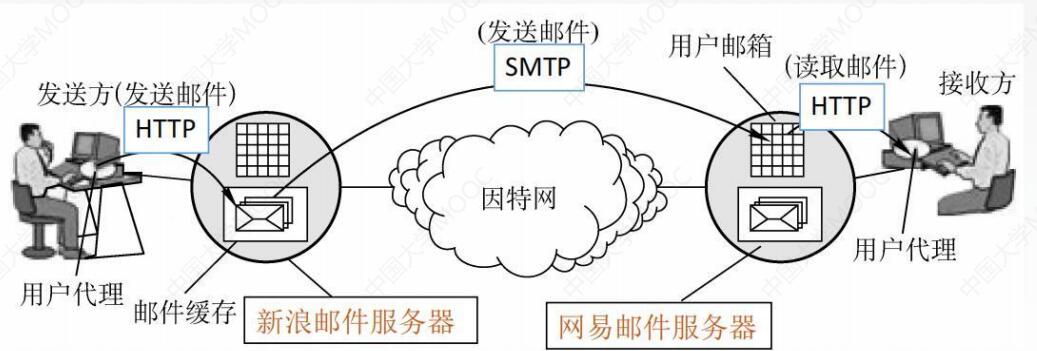 (发送邮件)
SMTP
用户邮箱
(读取邮件)
HTTP
接收方
发送方(发送邮件)
HTTP
因特网
用户代理
邮件缓存
用户代理
新浪邮件服务器
网易邮件服务器
中国大学MOOC